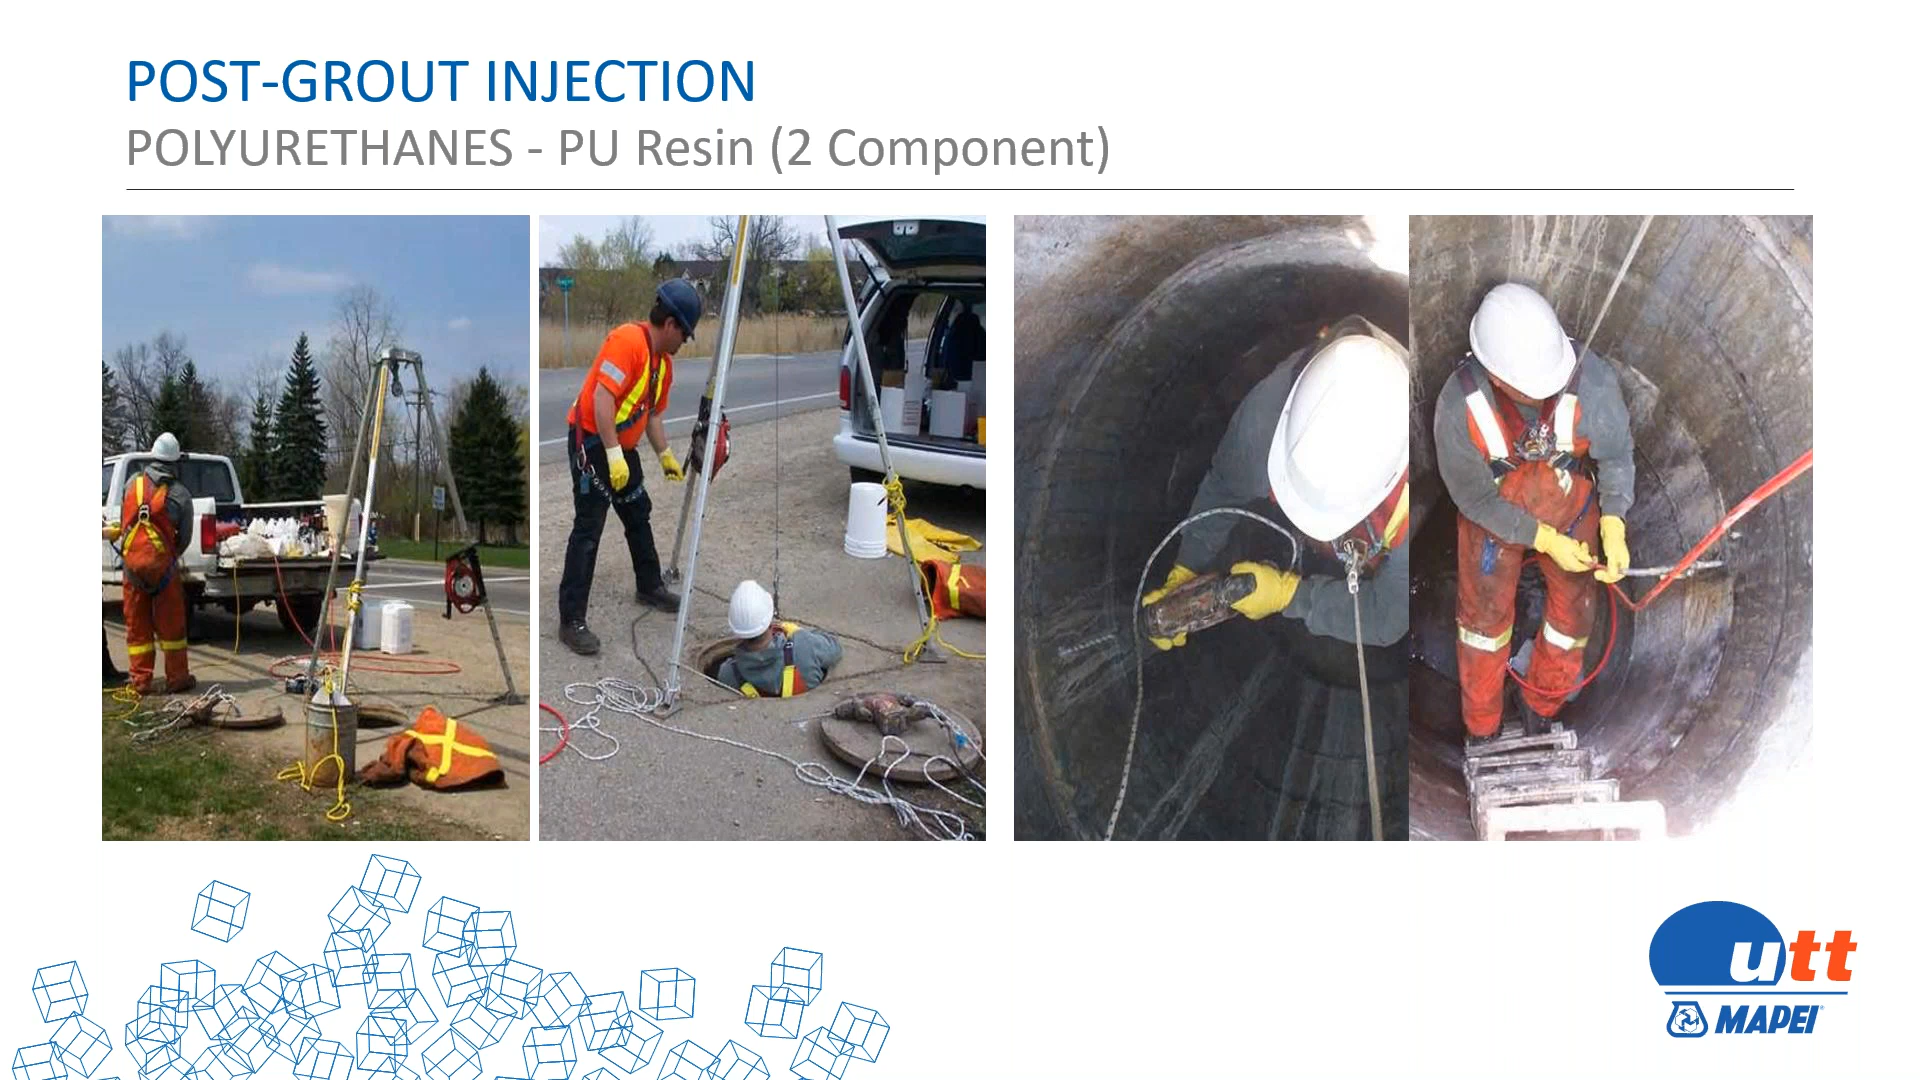 POST-GROUT INJECTION
POLYURETHANES - PU Resin (2 Component)
utt
MAPEI